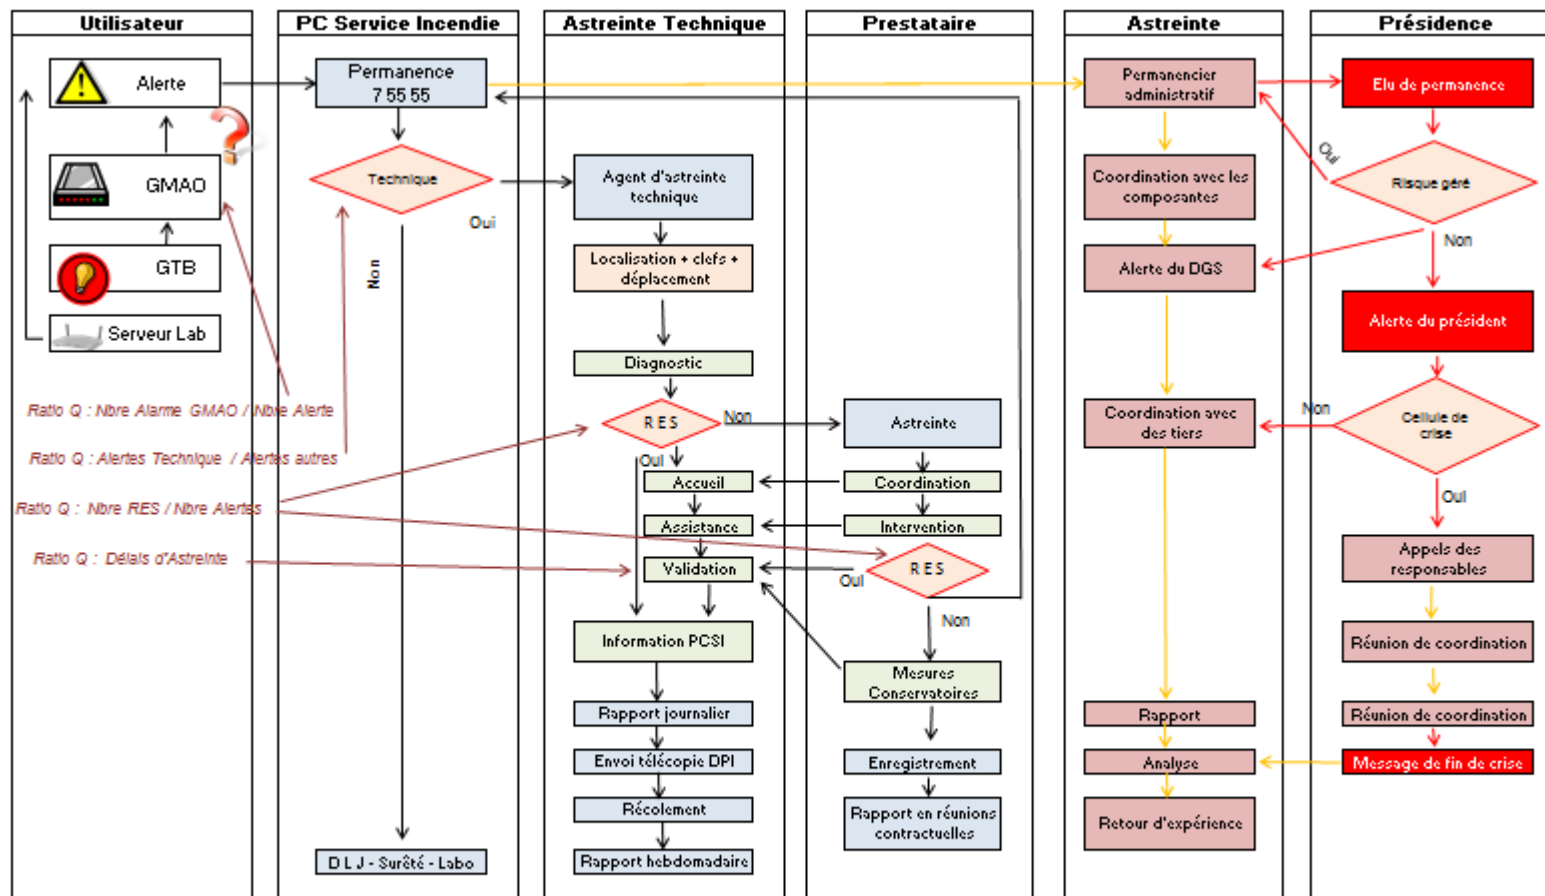 Utilisateur
PC Service Incendie
Astreinte Technique
Prestataire
Astreinte
Présidence
Alerte
GMAO
GTB
Serveur Lab
Ratio Q : Nbre Alarme GMAO / Nbre Alerte
Ratio Q : Alertes Technique / Alertes autres
Ratio Q : Nbre RES / Nbre Alertes
Ratio Q : Délais d'Astreinte
Permanence
7 55 55
Technique
Oui
Non
D L J - Surêté - Labo
Agent d'astreinte
technique
Localisation + clefs +
déplacement
Diagnostic
R E S
Non
Oui
Accueil
Assistance
Validation
Information PCSI
Rapport journalier
Envoi télécopie DPI
Récolement
Rapport hebdomadaire
Astreinte
Coordination
Intervention
R E S
Oui
Non
Mesures
Conservatoires
Enregistrement
Rapport en réunions
contractuelles
Permanencier
administratif
Coordination avec les
composantes
Alerte du DGS
Coordination avec
des tiers
Rapport
Analyse
Retour d'expérience
Elu de permanence
Oui
Risque géré
Non
Alerte du président
Non
Cellule de
crise
Oui
Appels des
responsables
Réunion de coordination
Réunion de coordination
Message de fin de crise